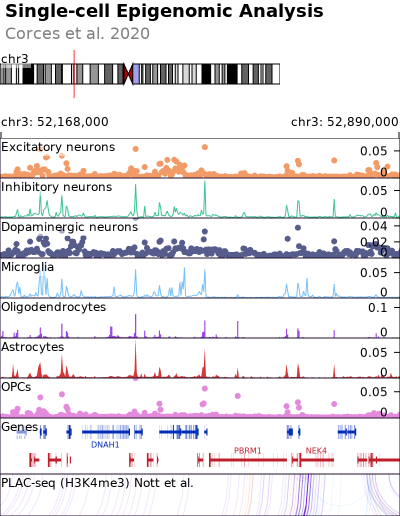 Single-cell Epigenomic Analysis
Corces et al. 2020
chr3
chr3: 52,168,000 chr3: 52,890,000
Excitatory neurons 0.05
0
Inhibitory neurons
0.05
0
Dopaminergic neurons 0.04
0.02
0
Microglia
0.05
0
Oligodendrocytes 0.1
0
Astrocytes
0.05
0
OPCs
0.05
0
Genes
DNAH1
PBRM1 NEK4
PLAC-seq (H3K4me3) Nott et al.